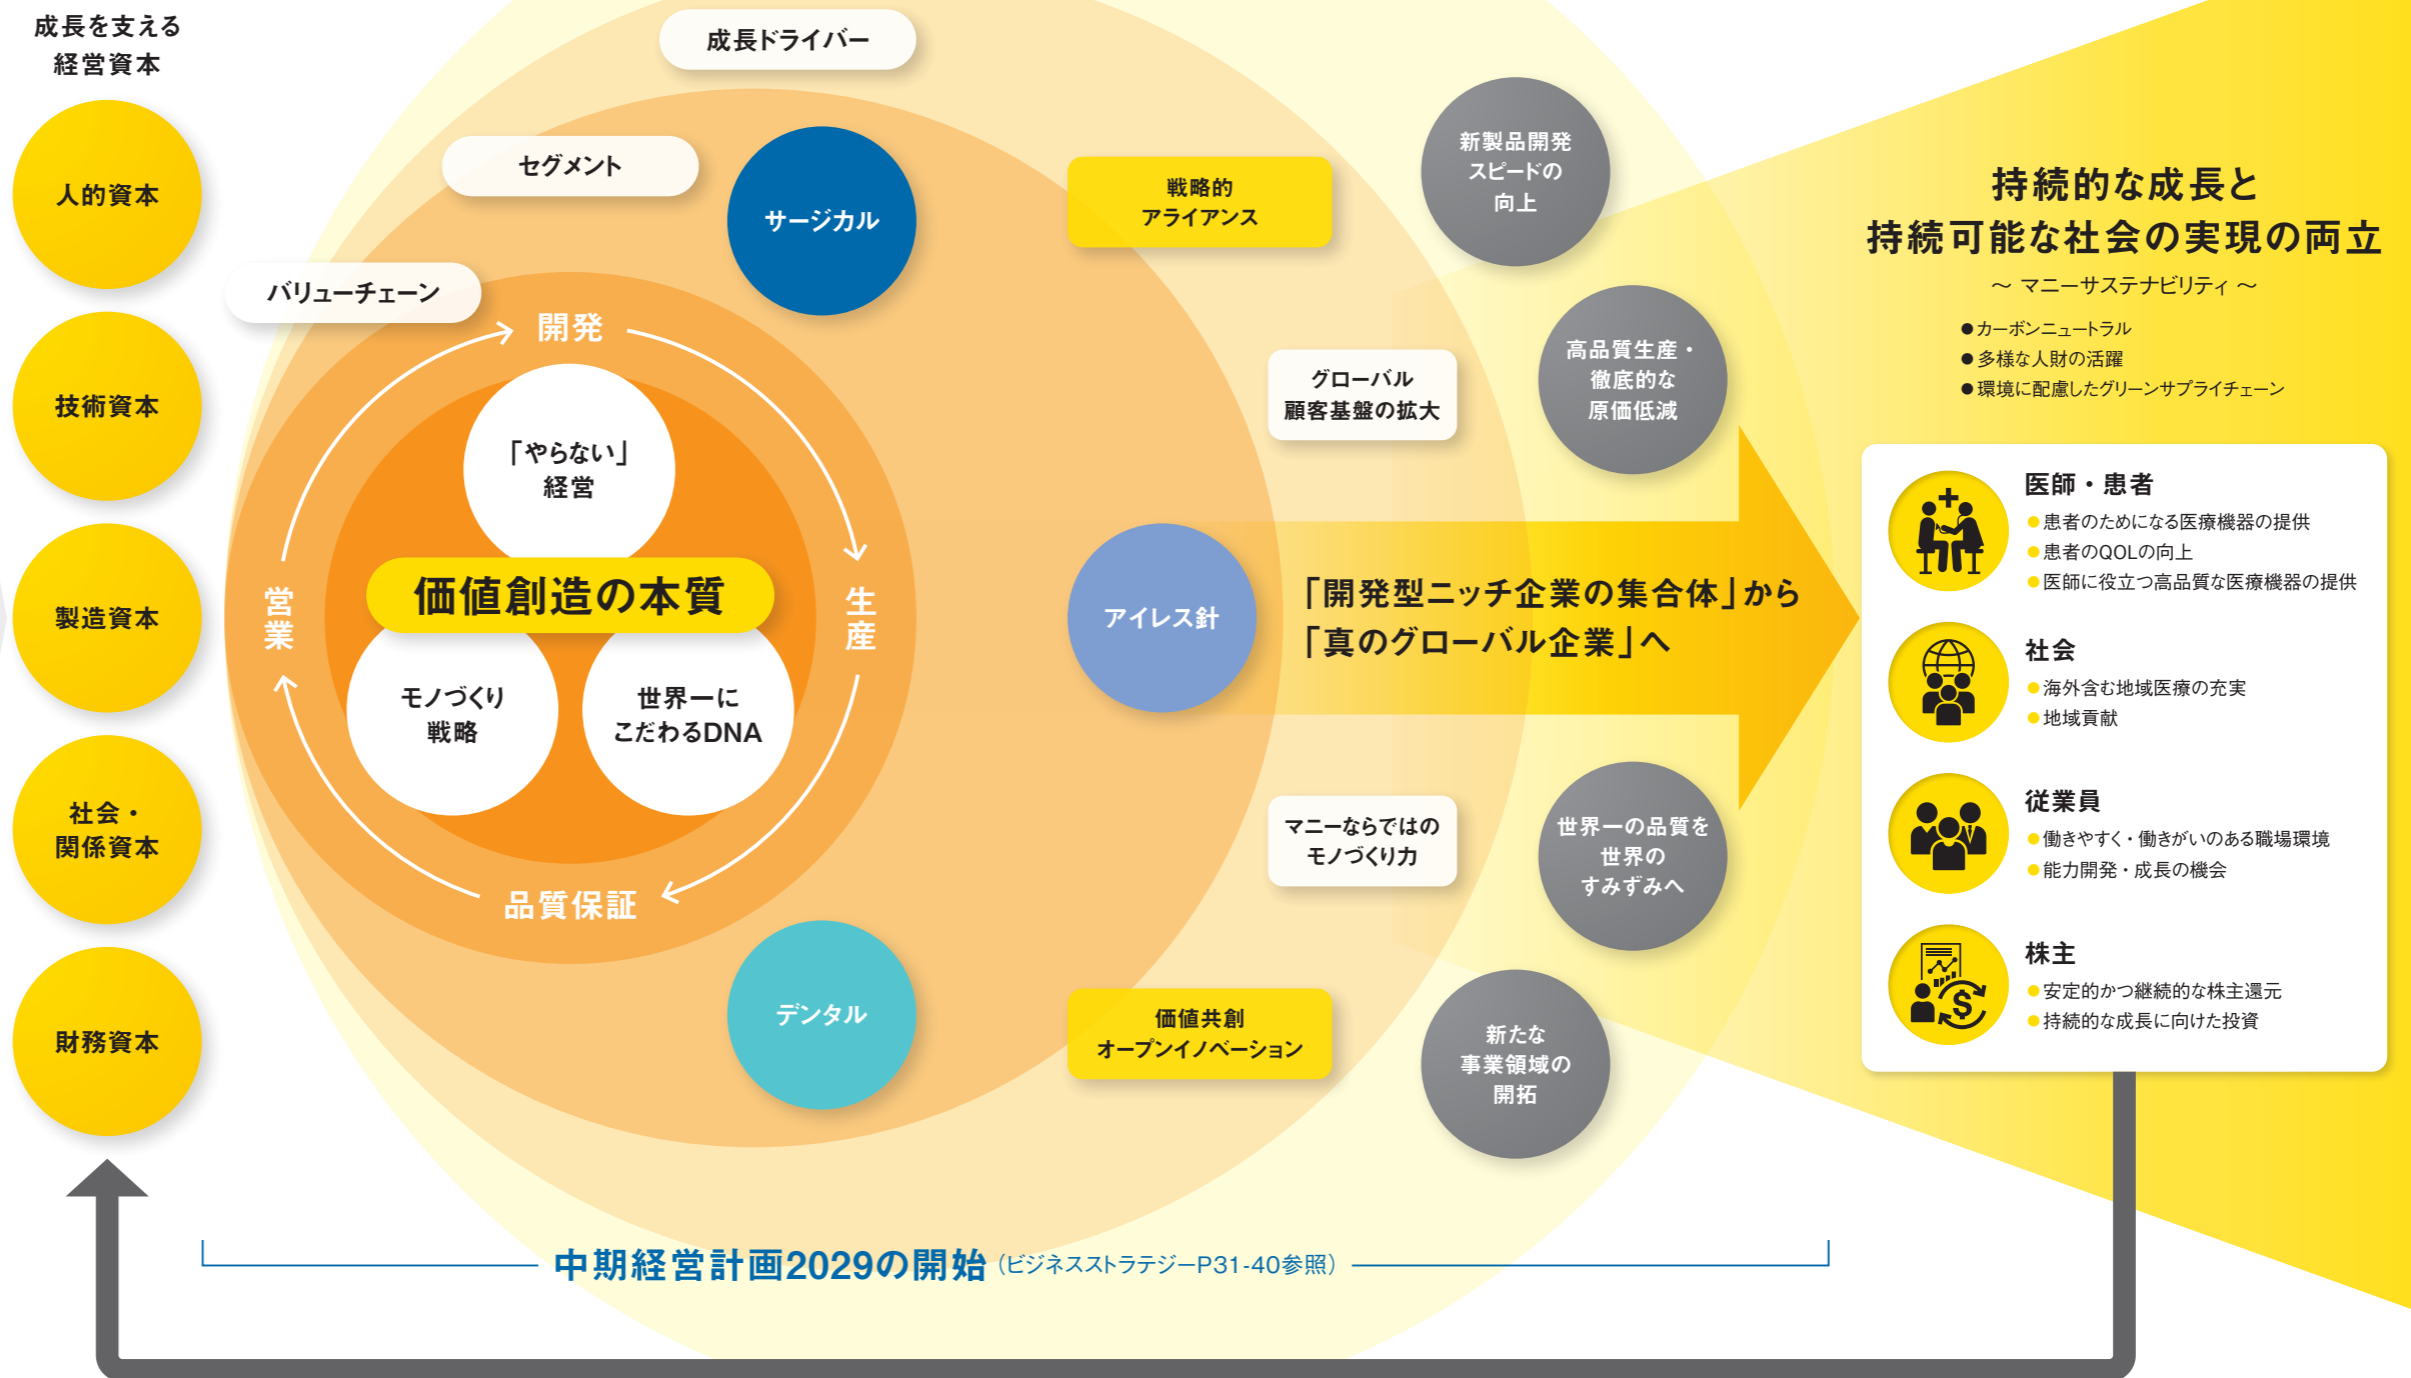 成長を支える
経営資本
人的資本
技術資本
製造資本
社会・
関係資本
財務資本
成長ドライバー
セグメント
バリューチェーン
開発
生産
品質保証
営業
「やらない」
経営
価値創造の本質
モノづくり
戦略
世界一に
こだわるDNA
サージカル
アイレス針
デンタル
戦略的
アライアンス
グローバル
顧客基盤の拡大
マニーならではの
モノづくり力
価値共創
オープンイノベーション
新製品開発
スピードの
向上
高品質生産・
徹底的な
原価低減
世界一の品質を
世界の
すみずみへ
新たな
事業領域の
開拓
「開発型ニッチ企業の集合体」から
「真のグローバル企業」へ
持続的な成長と
持続可能な社会の実現の両立
～ マニーサステナビリティ ～
●カーボンニュートラル
●多様な人財の活躍
●環境に配慮したグリーンサプライチェーン
医師・患者
●患者のためになる医療機器の提供
●患者のQOLの向上
●医師に役立つ高品質な医療機器の提供
社会
●海外含む地域医療の充実
●地域貢献
従業員
●働きやすく・働きがいのある職場環境
●能力開発・成長の機会
株主
●安定的かつ継続的な株主還元
●持続的な成長に向けた投資
中期経営計画2029の開始（ビジネスストラテジーP31-40参照）